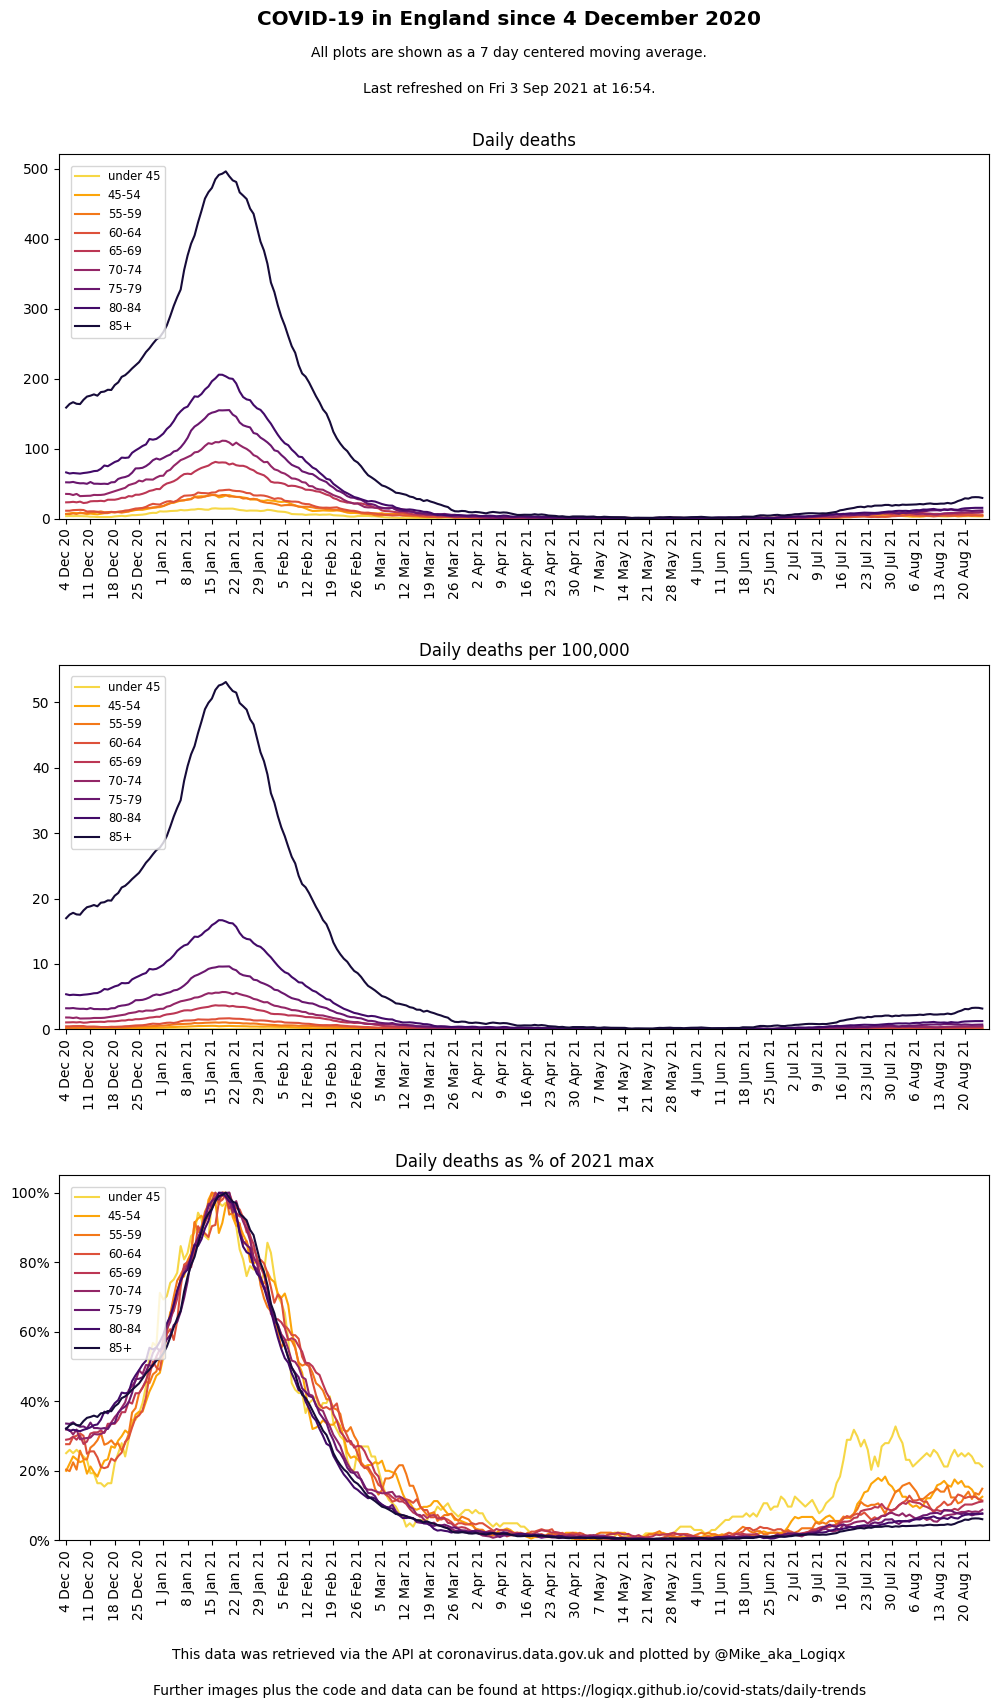 COVID-19 in England since 4 December 2020
All plots are shown as a 7 day centered moving average.
Last refreshed on Fri 3 Sep 2021 at 16:54.
Daily deaths
500
400
300
200
100
0
under 45
45-54
55-59
60-64
65-69
70-74
75-79
80-84
85+
4 Dec 20
11 Dec 20
18 Dec 20
25 Dec 20
1 Jan 21
8 Jan 21
15 Jan 21
22 Jan 21
29 Jan 21
5 Feb 21
12 Feb 21
19 Feb 21
26 Feb 21
5 Mar 21
12 Mar 21
19 Mar 21
26 Mar 21
2 Apr 21
9 Apr 21
16 Apr 21
23 Apr 21
30 Apr 21
7 May 21
14 May 21
21 May 21
28 May 21
4 Jun 21
11 Jun 21
18 Jun 21
25 Jun 21
2 Jul 21
9 Jul 21
16 Jul 21
23 Jul 21
30 Jul 21
6 Aug 21
13 Aug 21
20 Aug 21
Daily deaths per 100,000
50
40
30
20
10
0
under 45
45-54
55-59
60-64
65-69
70-74
75-79
80-84
85+
4 Dec 20
11 Dec 20
18 Dec 20
25 Dec 20
1 Jan 21
8 Jan 21
15 Jan 21
22 Jan 21
29 Jan 21
5 Feb 21
12 Feb 21
19 Feb 21
26 Feb 21
5 Mar 21
12 Mar 21
19 Mar 21
26 Mar 21
2 Apr 21
9 Apr 21
16 Apr 21
23 Apr 21
30 Apr 21
7 May 21
14 May 21
21 May 21
28 May 21
4 Jun 21
11 Jun 21
18 Jun 21
25 Jun 21
2 Jul 21
9 Jul 21
16 Jul 21
23 Jul 21
30 Jul 21
6 Aug 21
13 Aug 21
20 Aug 21
Daily deaths as % of 2021 max
100%
80%
60%
40%
20%
0%
under 45
45-54
55-59
60-64
65-69
70-74
75-79
80-84
85+
4 Dec 20
11 Dec 20
18 Dec 20
25 Dec 20
1 Jan 21
8 Jan 21
15 Jan 21
22 Jan 21
29 Jan 21
5 Feb 21
12 Feb 21
19 Feb 21
26 Feb 21
5 Mar 21
12 Mar 21
19 Mar 21
26 Mar 21
2 Apr 21
9 Apr 21
16 Apr 21
23 Apr 21
30 Apr 21
7 May 21
14 May 21
21 May 21
28 May 21
4 Jun 21
11 Jun 21
18 Jun 21
25 Jun 21
2 Jul 21
9 Jul 21
16 Jul 21
23 Jul 21
30 Jul 21
6 Aug 21
13 Aug 21
20 Aug 21
This data was retrieved via the API at coronavirus.data.gov.uk and plotted by @Mike_aka_Logiqx
Further images plus the code and data can be found at https://logiqx.github.io/covid-stats/daily-trends